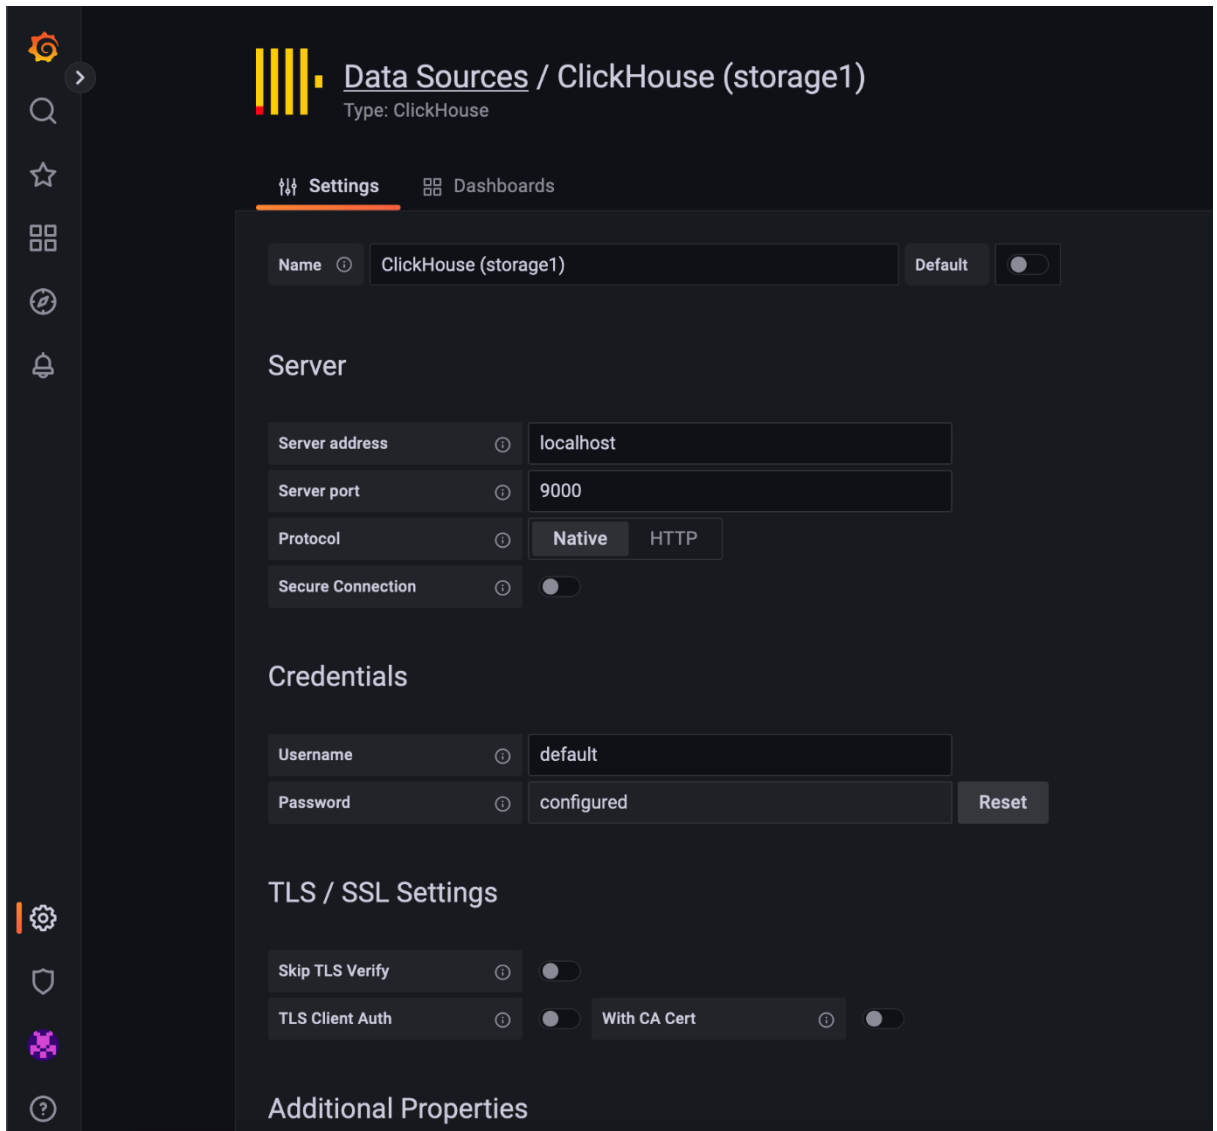 Data Sources / ClickHouse (storage1)
Type: ClickHouse
Settings Dashboards
Name ClickHouse (storage1) Default
Server
Server address localhost
Server port 9000
Protocol Native HTTP
Secure Connection
Credentials
Username default
Password configured Reset
TLS / SSL Settings
Skip TLS Verify
TLS Client Auth With CA Cert
Additional Properties